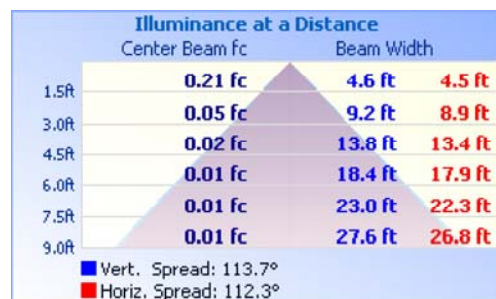 Illuminance at a Distance
Center Beam fc Beam Width
1.5ft 0.21 fc 4.6 ft 4.5 ft
3.0ft 0.05 fc 9.2 ft 8.9 ft
4.5ft 0.02 fc 13.8 ft 13.4 ft
6.0ft 0.01 fc 18.4 ft 17.9 ft
7.5ft 0.01 fc 23.0 ft 22.3 ft
9.0ft 0.01 fc 27.6 ft 26.8 ft
Vert. Spread: 113.7°
Horiz. Spread: 112.3°